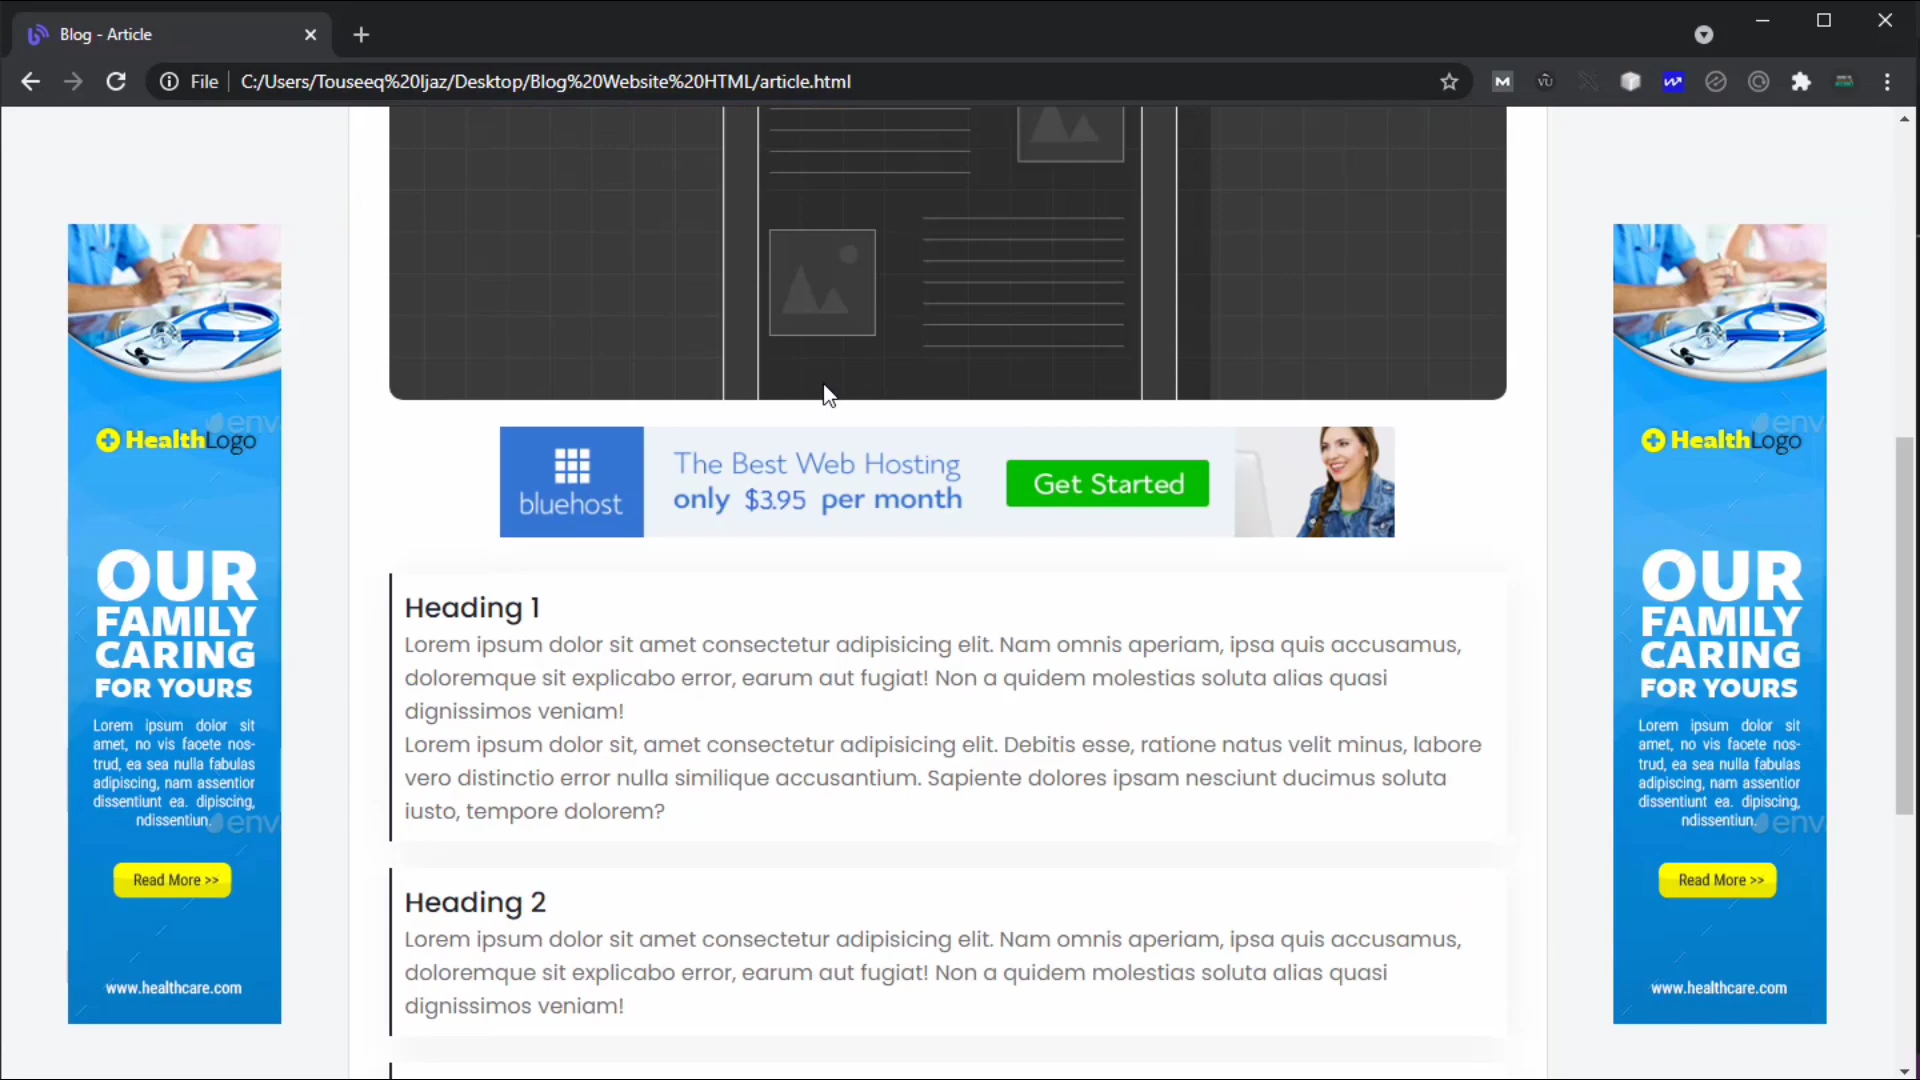 Blog - Article
File
C:/Users/Touseeq%20Ijaz/Desktop/Blog%20Website%20HTML/article.html
HealthLogo
env
OUR
FAMILY
CARING
FOR YOURS
Lorem ipsum dolor sit
amet, no vis facete nos-
trud, ea sea nulla fabulas
adipiscing, nam assentior
dissentiunt ea. dipiscing,
ndissentiun.
env
Read More >>
www.healthcare.com
bluehost
The Best Web Hosting
only $3.95 per month
Get Started
Heading 1
Lorem ipsum dolor sit amet consectetur adipisicing elit. Nam omnis aperiam, ipsa quis accusamus,
doloremque sit explicabo error, earum aut fugiat! Non a quidem molestias soluta alias quasi
dignissimos veniam!
Lorem ipsum dolor sit, amet consectetur adipisicing elit. Debitis esse, ratione natus velit minus, labore
vero distinctio error nulla similique accusantium. Sapiente dolores ipsam nesciunt ducimus soluta
iusto, tempore dolorem?
Heading 2
Lorem ipsum dolor sit amet consectetur adipisicing elit. Nam omnis aperiam, ipsa quis accusamus,
doloremque sit explicabo error, earum aut fugiat! Non a quidem molestias soluta alias quasi
dignissimos veniam!
HealthLogo
env
OUR
FAMILY
CARING
FOR YOURS
Lorem ipsum dolor sit
amet, no vis facete nos-
trud, ea sea nulla fabulas
adipiscing, nam assentior
dissentiunt ea. dipiscing,
ndissentiun.
env
Read More >>
www.healthcare.com